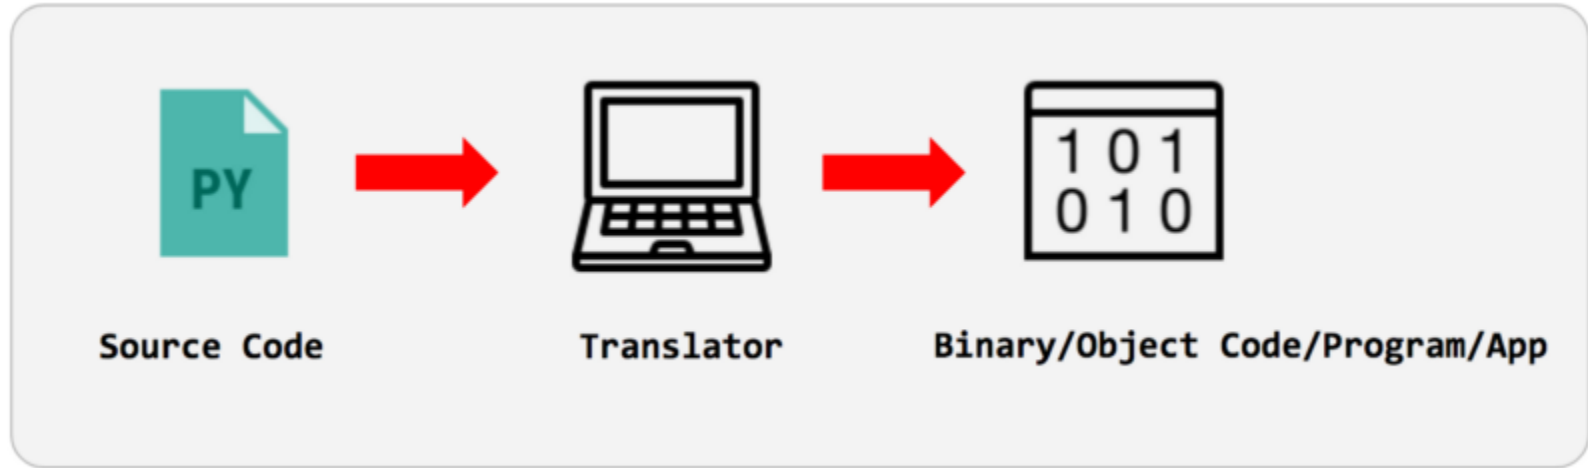 PY
1 0 1
0 1 0
Source Code
Translator
Binary/Object Code/Program/App